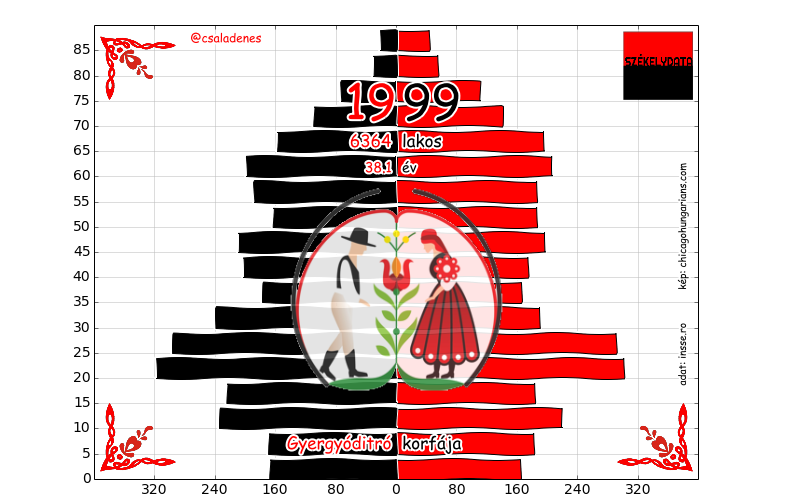 @csaladenes
SZÉKELYDATA
1999
6364 lakos
38.1 év
kép: chicagohungarians.com
adat: insse.ro
Gyergyóditró korfája
85
80
75
70
65
60
55
50
45
40
35
30
25
20
15
10
5
0
320 240 160 80 0 80 160 240 320